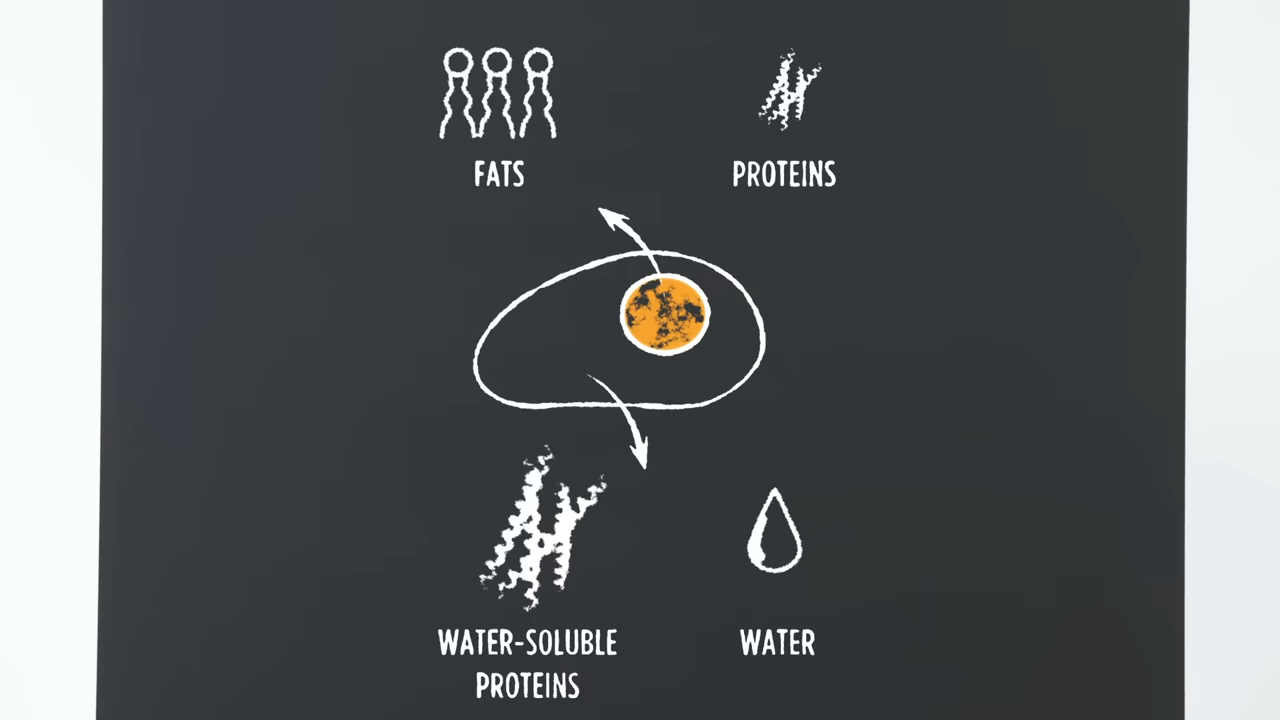 FATS
PROTEINS
WATER-SOLUBLE
PROTEINS
WATER